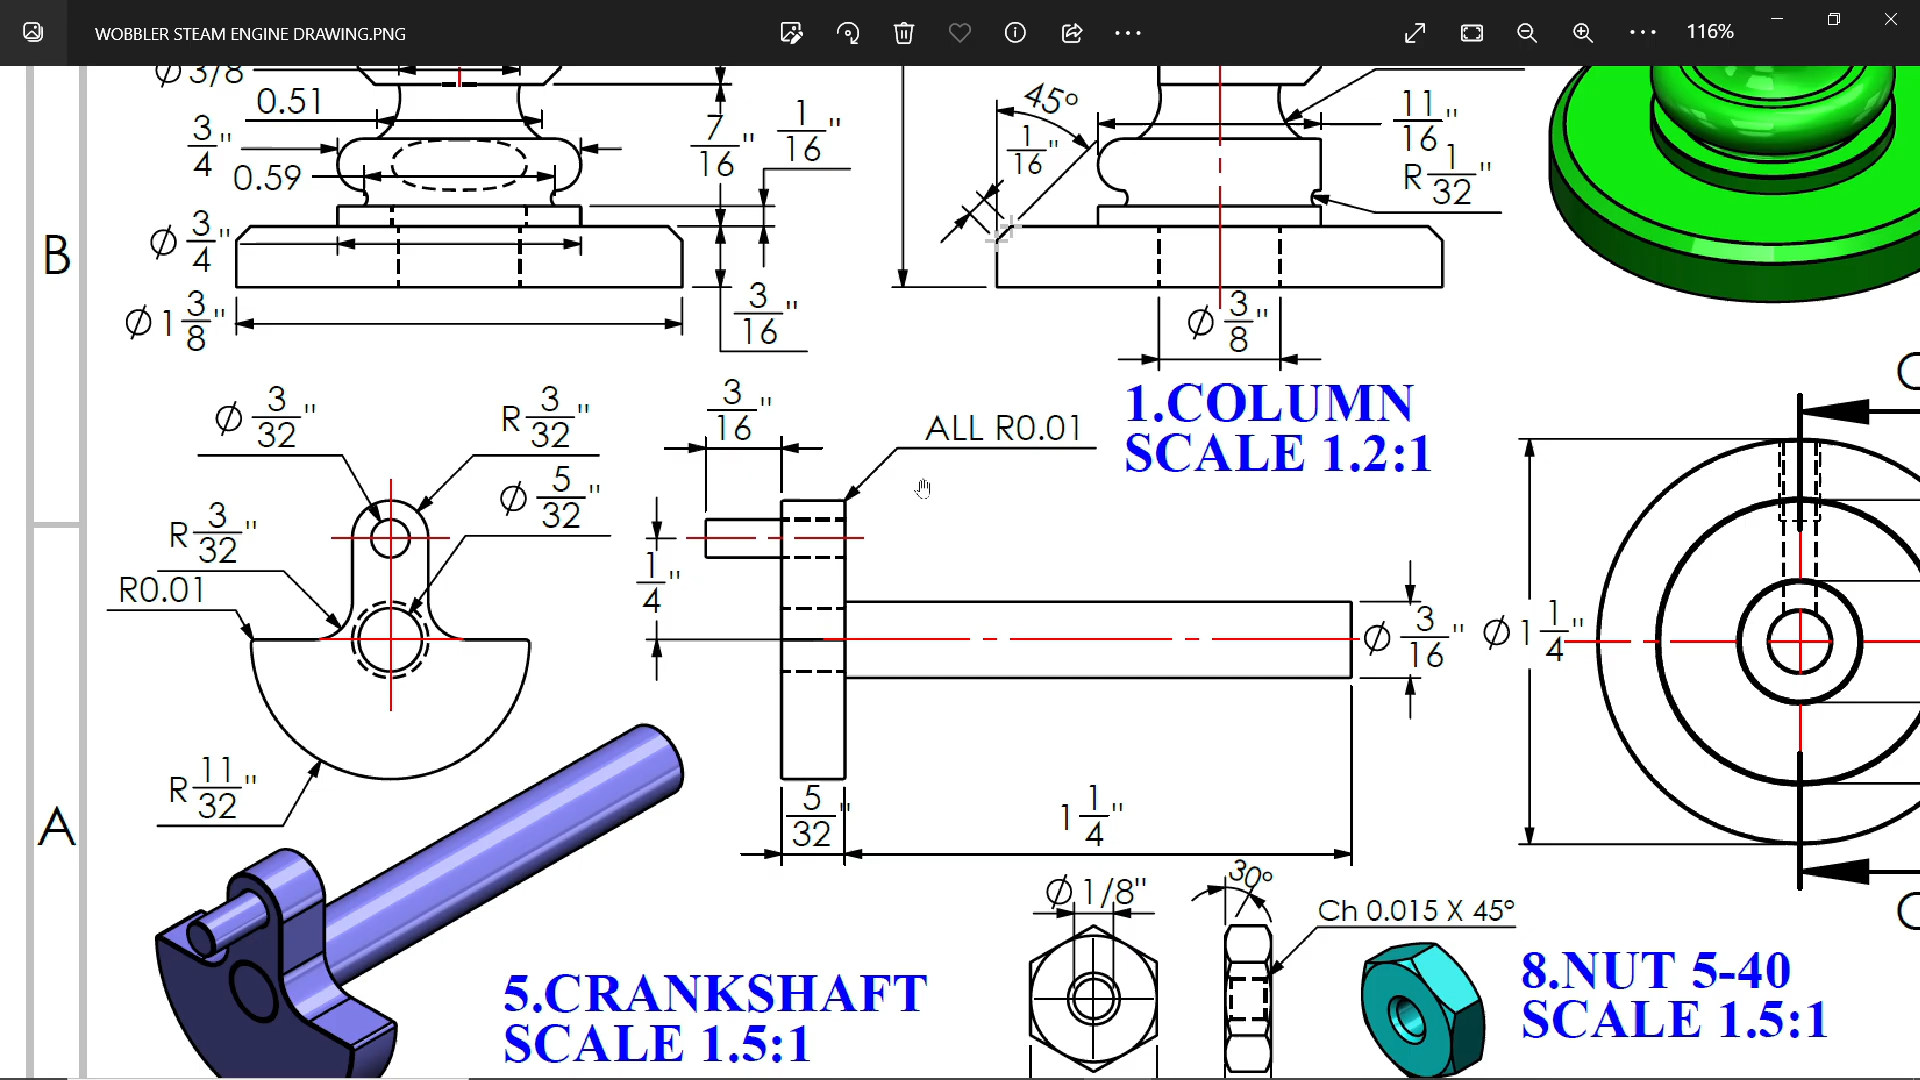 WOBBLER STEAM ENGINE DRAWING.PNG
116%
Ø 3/8
0.51
3/4"
0.59
Ø 3/4"
Ø 1 3/8"
7/16"
1/16"
3/16"
45°
1/16"
11/16"
R 1/32"
Ø 3/8"
1.COLUMN
SCALE 1.2:1
B
A
Ø 3/32"
R 3/32"
Ø 5/32"
R 3/32"
R0.01
R 11/32"
3/16"
ALL R0.01
1/4"
Ø 3/16"
5/32"
1 1/4"
5.CRANKSHAFT
SCALE 1.5:1
Ø 1 1/4"
C
C
Ø 1/8"
30°
Ch 0.015 X 45°
8.NUT 5-40
SCALE 1.5:1